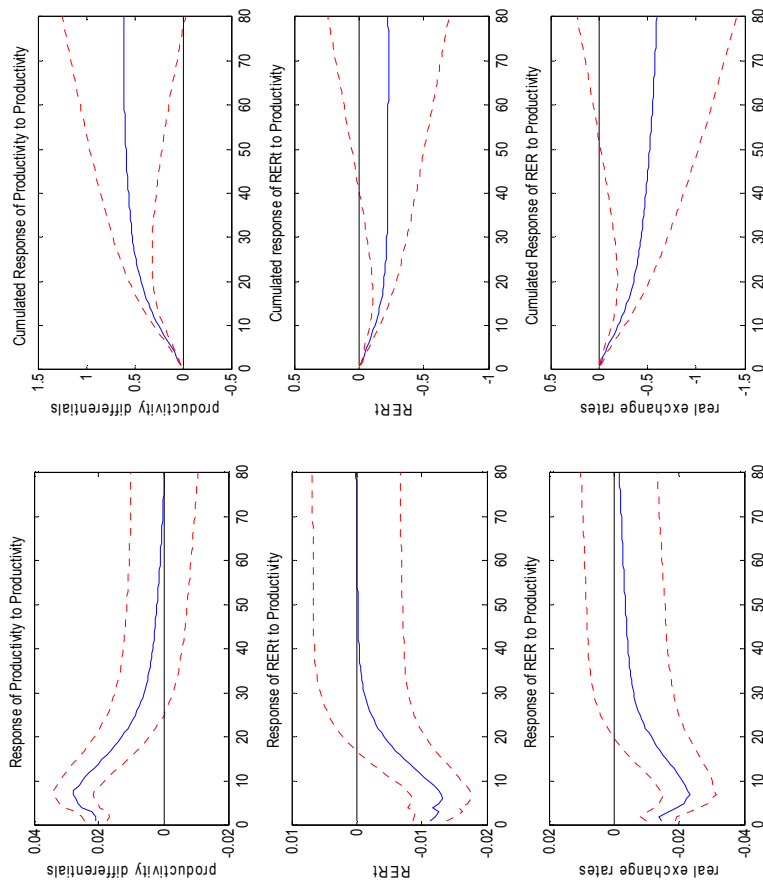 Response of Productivity to Productivity
0.04
0.02
0
-0.02
productivity differentials
0 10 20 30 40 50 60 70 80
Cumulated Response of Productivity to Productivity
1.5
1
0.5
0
-0.5
productivity differentials
0 10 20 30 40 50 60 70 80
Response of RERt to Productivity
0.01
0
-0.01
-0.02
RERt
0 10 20 30 40 50 60 70 80
Cumulated response of RERt to Productivity
0.5
0
-0.5
-1
RERt
0 10 20 30 40 50 60 70 80
Response of RER to Productivity
0.02
0
-0.02
-0.04
real exchange rates
0 10 20 30 40 50 60 70 80
Cumulated Response of RER to Productivity
0.5
0
-0.5
-1
-1.5
real exchange rates
0 10 20 30 40 50 60 70 80